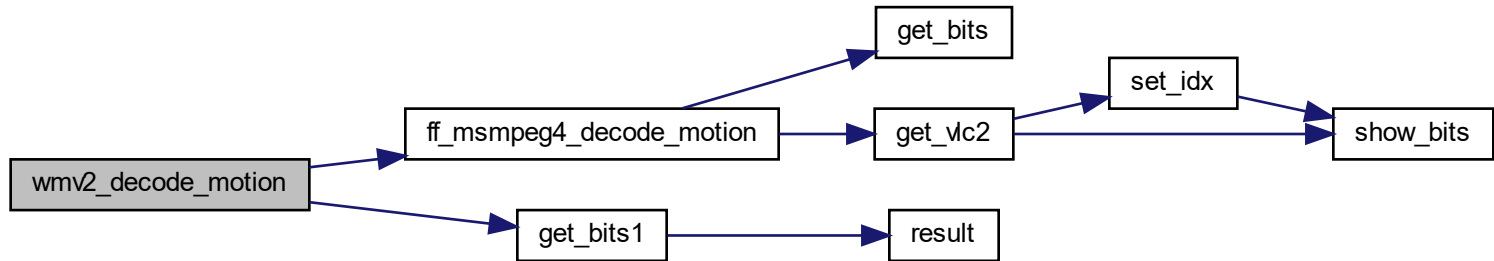 get_bits
set_idx
ff_msmpeg4_decode_motion
get_vlc2
show_bits
wmv2_decode_motion
get_bits1
result